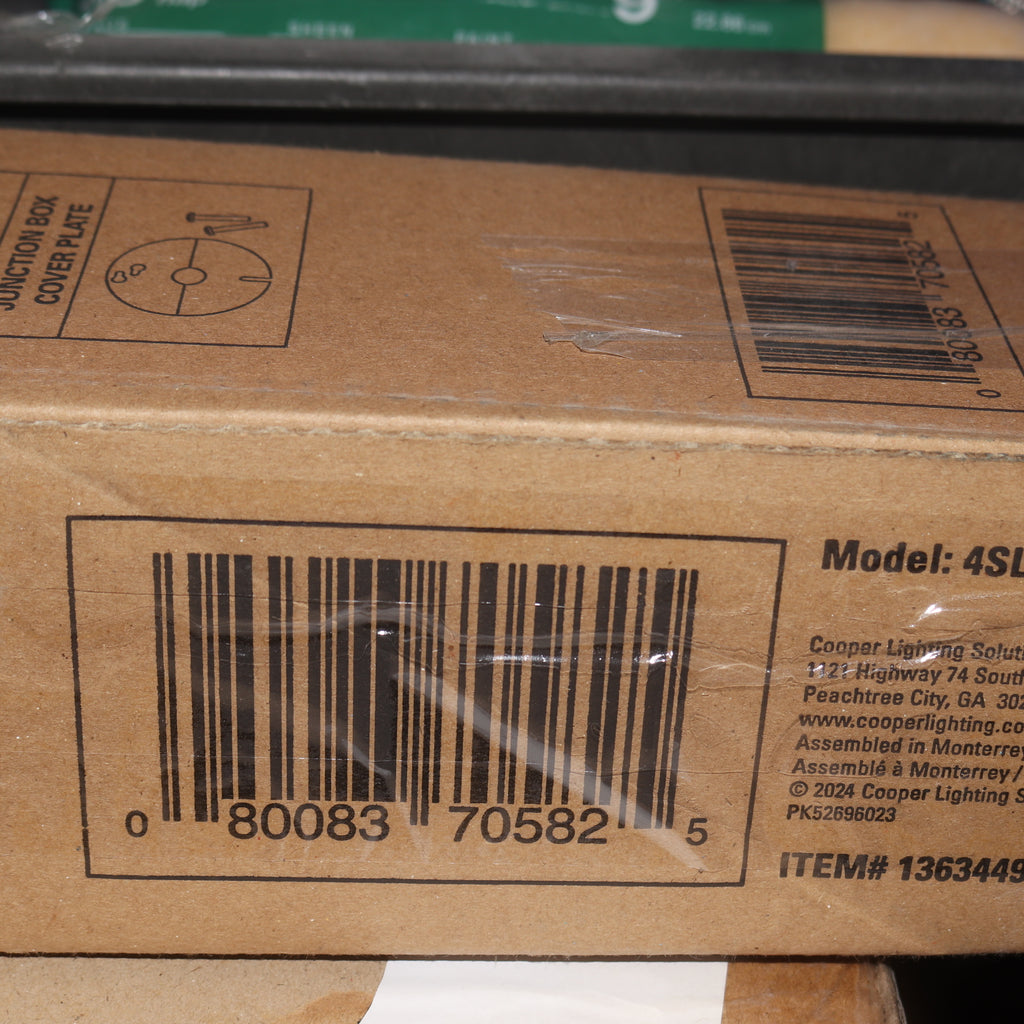 JUNCTION BOX
COVER PLATE
0 80083 70582 5
0 80083 70582 5
Model: 4SL
Cooper Lighting Soluti
1121 Highway 74 South
Peachtree City, GA 302
www.cooperlighting.co
Assembled in Monterrey
Assemblé à Monterrey /
© 2024 Cooper Lighting S
PK52696023
ITEM# 1363449